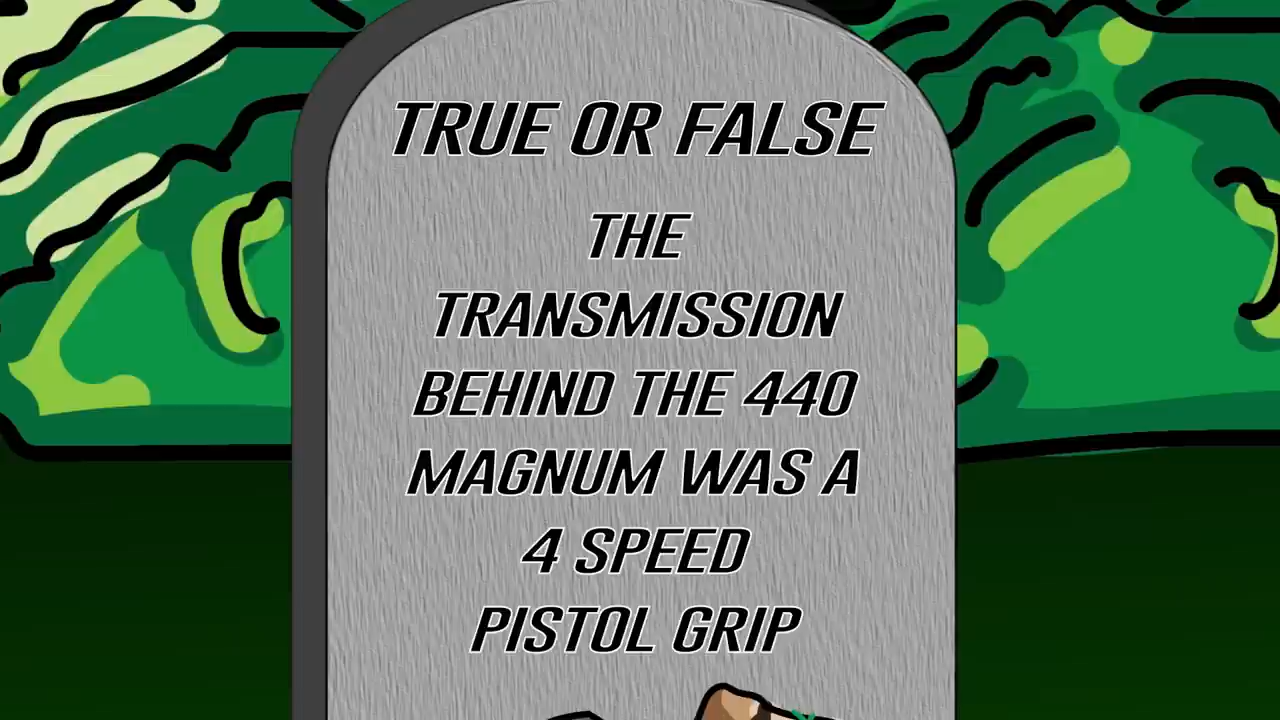 TRUE OR FALSE
THE
TRANSMISSION
BEHIND THE 440
MAGNUM WAS A
4 SPEED
PISTOL GRIP